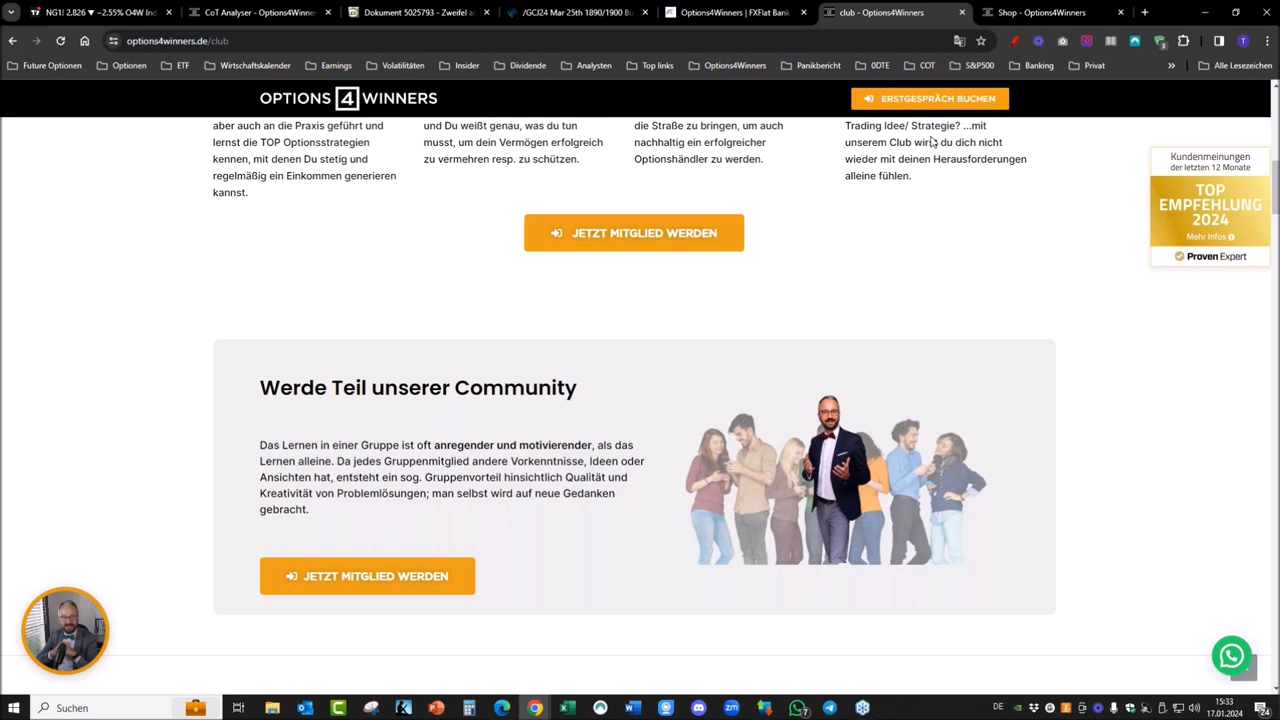 NG1! 2.826 ▼ −2.55% O4W Ind
CoT Analyser - Options4Winners
Dokument 5025793 - Zweifel a
/GCJ24 Mar 25th 1890/1900 Bu
Options4Winners | FXFlat Bank
club - Options4Winners
Shop - Options4Winners
options4winners.de/club
Future Optionen
Optionen
ETF
Wirtschaftskalender
Earnings
Volatilitäten
Insider
Dividende
Analysten
Top links
Options4Winners
Panikbericht
0DTE
COT
S&P500
Banking
Privat
Alle Lesezeichen
OPTIONS 4 WINNERS
ERSTGESPRÄCH BUCHEN
aber auch an die Praxis geführt und
lernst die TOP Optionsstrategien
kennen, mit denen Du stetig und
regelmäßig ein Einkommen generieren
kannst.
und Du weißt genau, was du tun
musst, um dein Vermögen erfolgreich
zu vermehren resp. zu schützen.
die Straße zu bringen, um auch
nachhaltig ein erfolgreicher
Optionshändler zu werden.
Trading Idee/ Strategie? ...mit
unserem Club wirst du dich nicht
wieder mit deinen Herausforderungen
alleine fühlen.
Kundenmeinungen
der letzten 12 Monate
TOP
EMPFEHLUNG
2024
Mehr Infos
Proven Expert
JETZT MITGLIED WERDEN
Werde Teil unserer Community
Das Lernen in einer Gruppe ist oft anregender und motivierender, als das
Lernen alleine. Da jedes Gruppenmitglied andere Vorkenntnisse, Ideen oder
Ansichten hat, entsteht ein sog. Gruppenvorteil hinsichtlich Qualität und
Kreativität von Problemlösungen; man selbst wird auf neue Gedanken
gebracht.
JETZT MITGLIED WERDEN
Suchen
DE
15:33
17.01.2024